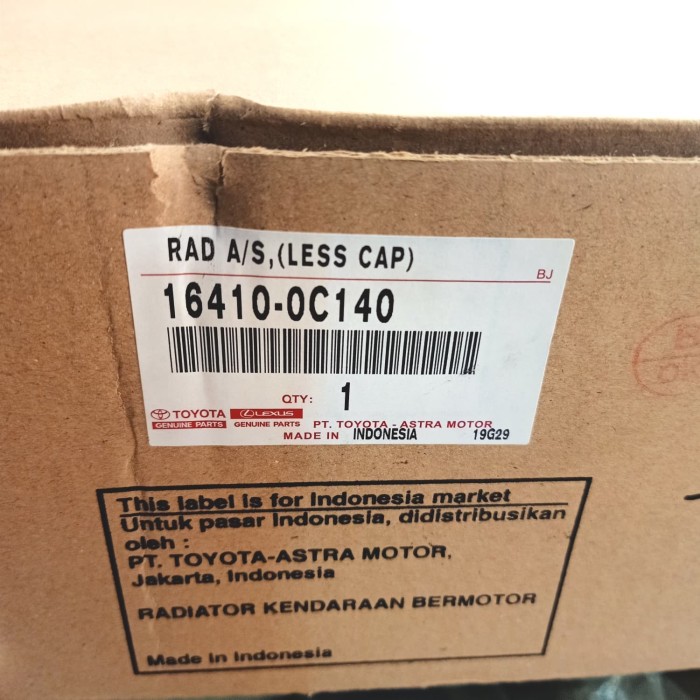 RAD A/S,(LESS CAP)
BJ
16410-0C140
QTY: 1
TOYOTA LEXUS
GENUINE PARTS GENUINE PARTS PT. TOYOTA - ASTRA MOTOR
MADE IN INDONESIA 19G29
This label is for Indonesia market
Untuk pasar Indonesia, didistribusikan
oleh :
PT. TOYOTA-ASTRA MOTOR,
Jakarta, Indonesia
RADIATOR KENDARAAN BERMOTOR
Made in Indonesia